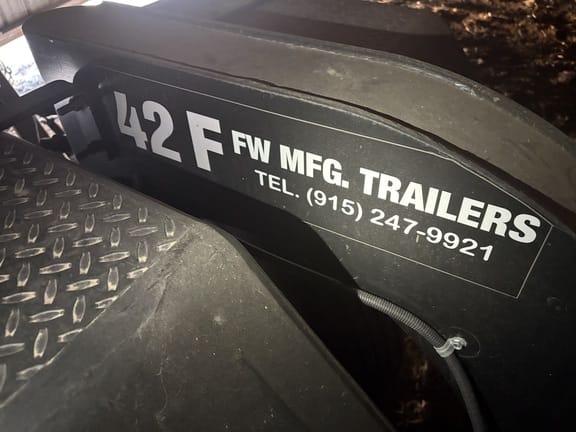 42 F FW MFG. TRAILERS
TEL. (915) 247-9921